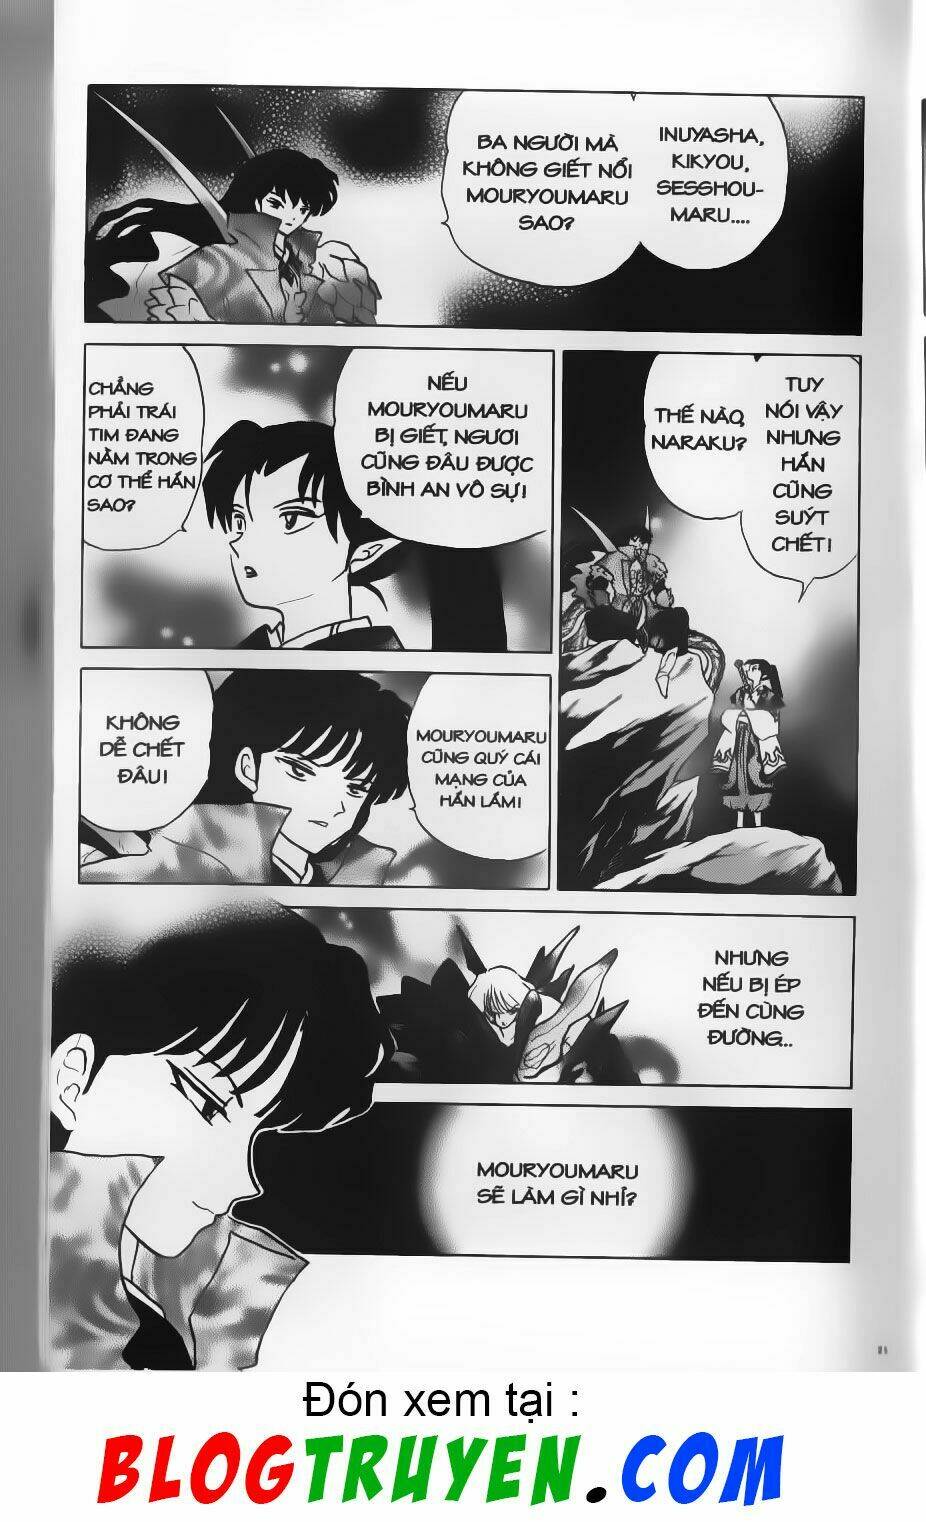 INUYASHA,
KIKYOU,
SESSHOU-
MARU....
BA NGƯỜI MÀ
KHÔNG GIẾT NỔI
MOURYOUMARU
SAO?
TUY
NÓI VẬY
NHƯNG
HẮN
CŨNG
SUÝT
CHẾT!
THẾ NÀO,
NARAKU?
NẾU
MOURYOUMARU
BỊ GIẾT, NGƯƠI
CŨNG ĐÂU ĐƯỢC
BÌNH AN VÔ SỰ!
CHẲNG
PHẢI TRÁI
TIM ĐANG
NẰM TRONG
CƠ THỂ HẮN
SAO?
MOURYOUMARU
CŨNG QUÝ CÁI
MẠNG CỦA
HẮN LẮM!
KHÔNG
DỄ CHẾT
ĐÂU!
NHƯNG
NẾU BỊ ÉP
ĐẾN CÙNG
ĐƯỜNG...
MOURYOUMARU
SẼ LÀM GÌ NHỈ?
Đón xem tại :
BLOGTRUYEN.COM